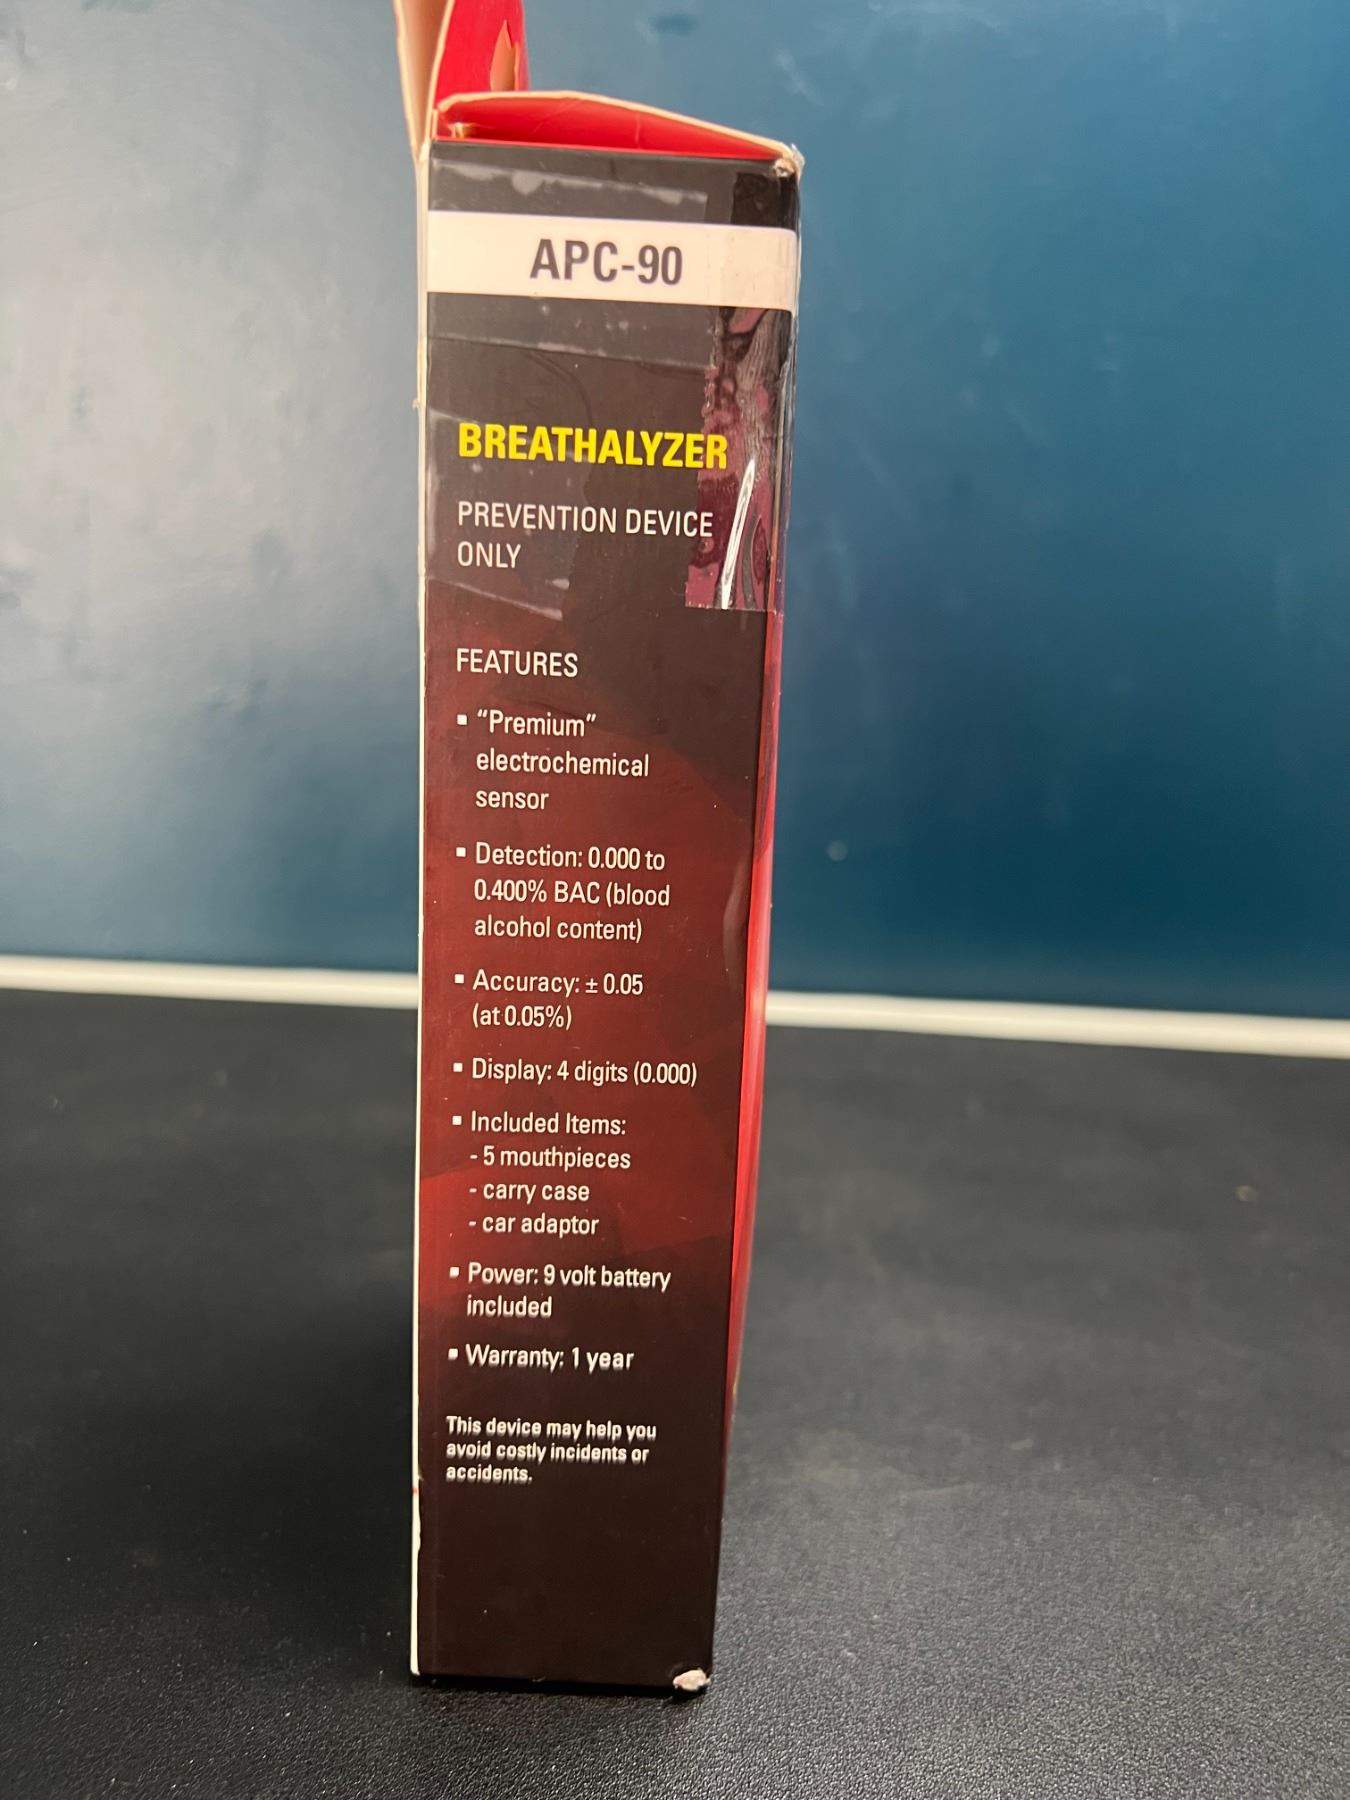 APC-90
BREATHALYZER
PREVENTION DEVICE
ONLY
FEATURES
▪ “Premium”
electrochemical
sensor
▪ Detection: 0.000 to
0.400% BAC (blood
alcohol content)
▪ Accuracy: ± 0.05
(at 0.05%)
▪ Display: 4 digits (0.000)
▪ Included Items:
- 5 mouthpieces
- carry case
- car adaptor
▪ Power: 9 volt battery
included
▪ Warranty: 1 year
This device may help you
avoid costly incidents or
accidents.